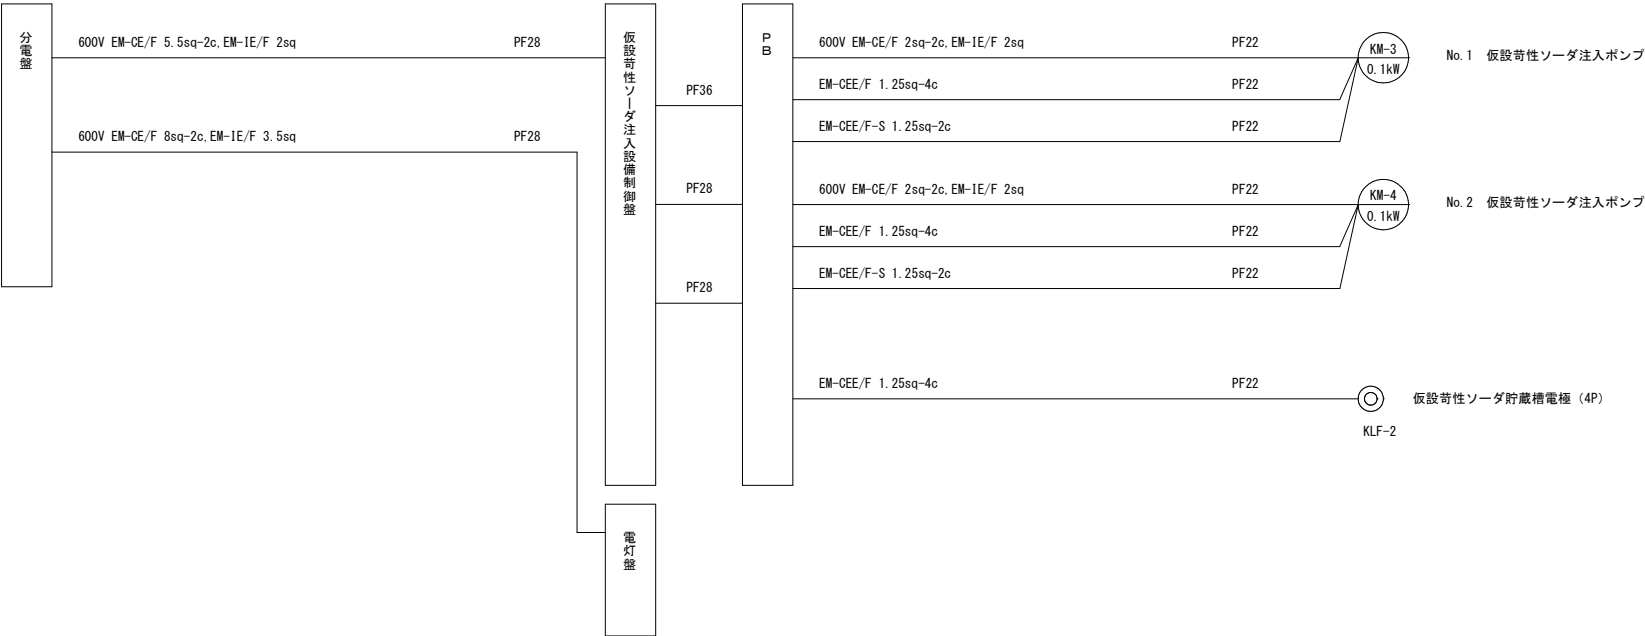 分電盤
600V EM-CE/F 5.5sq-2c,EM-IE/F 2sq PF28
600V EM-CE/F 8sq-2c,EM-IE/F 3.5sq PF28
仮設苛性ソーダ注入設備制御盤
PF36
PF28
PF28
PB
600V EM-CE/F 2sq-2c,EM-IE/F 2sq PF22
EM-CEE/F 1.25sq-4c PF22
EM-CEE/F-S 1.25sq-2c PF22
KM-3
0.1kW
No.1 仮設苛性ソーダ注入ポンプ
600V EM-CE/F 2sq-2c,EM-IE/F 2sq PF22
EM-CEE/F 1.25sq-4c PF22
EM-CEE/F-S 1.25sq-2c PF22
KM-4
0.1kW
No.2 仮設苛性ソーダ注入ポンプ
EM-CEE/F 1.25sq-4c PF22
仮設苛性ソーダ貯蔵槽電極（4P）
KLF-2
電灯盤